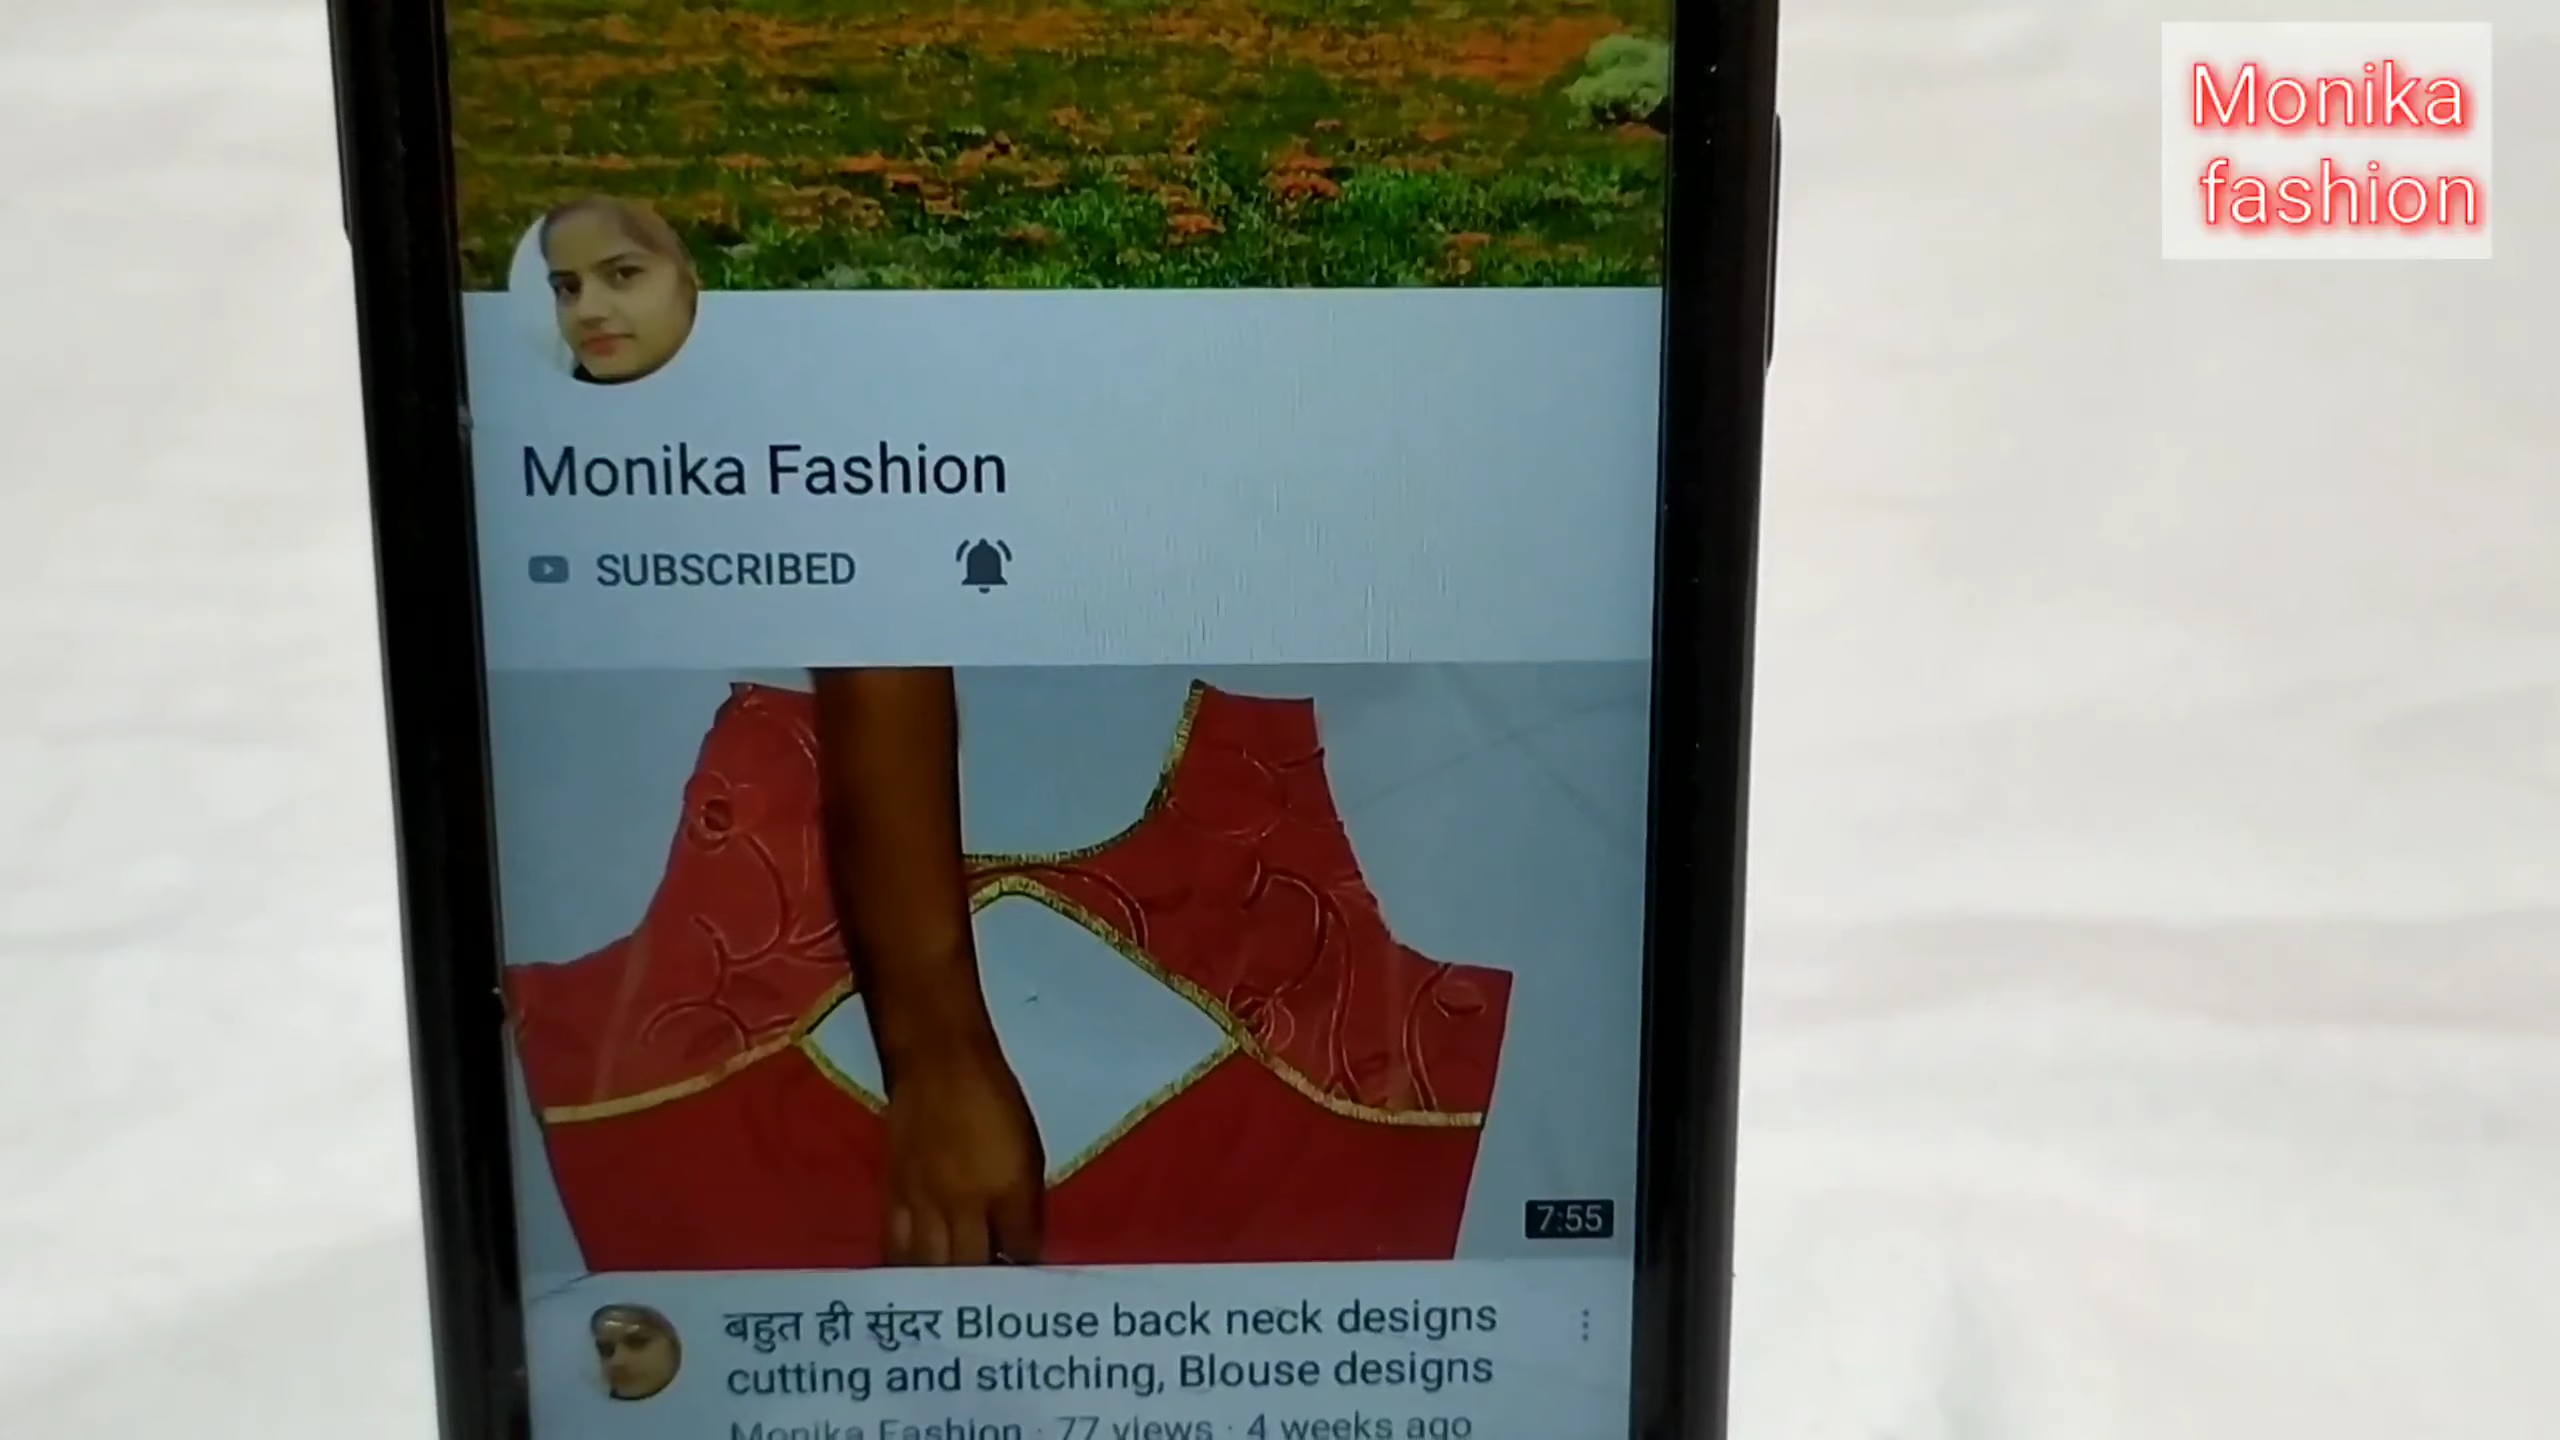 Monika
fashion
Monika Fashion
SUBSCRIBED
7:55
बहुत ही सुंदर Blouse back neck designs
cutting and stitching, Blouse designs
Monika Fashion · 77 views · 4 weeks ago